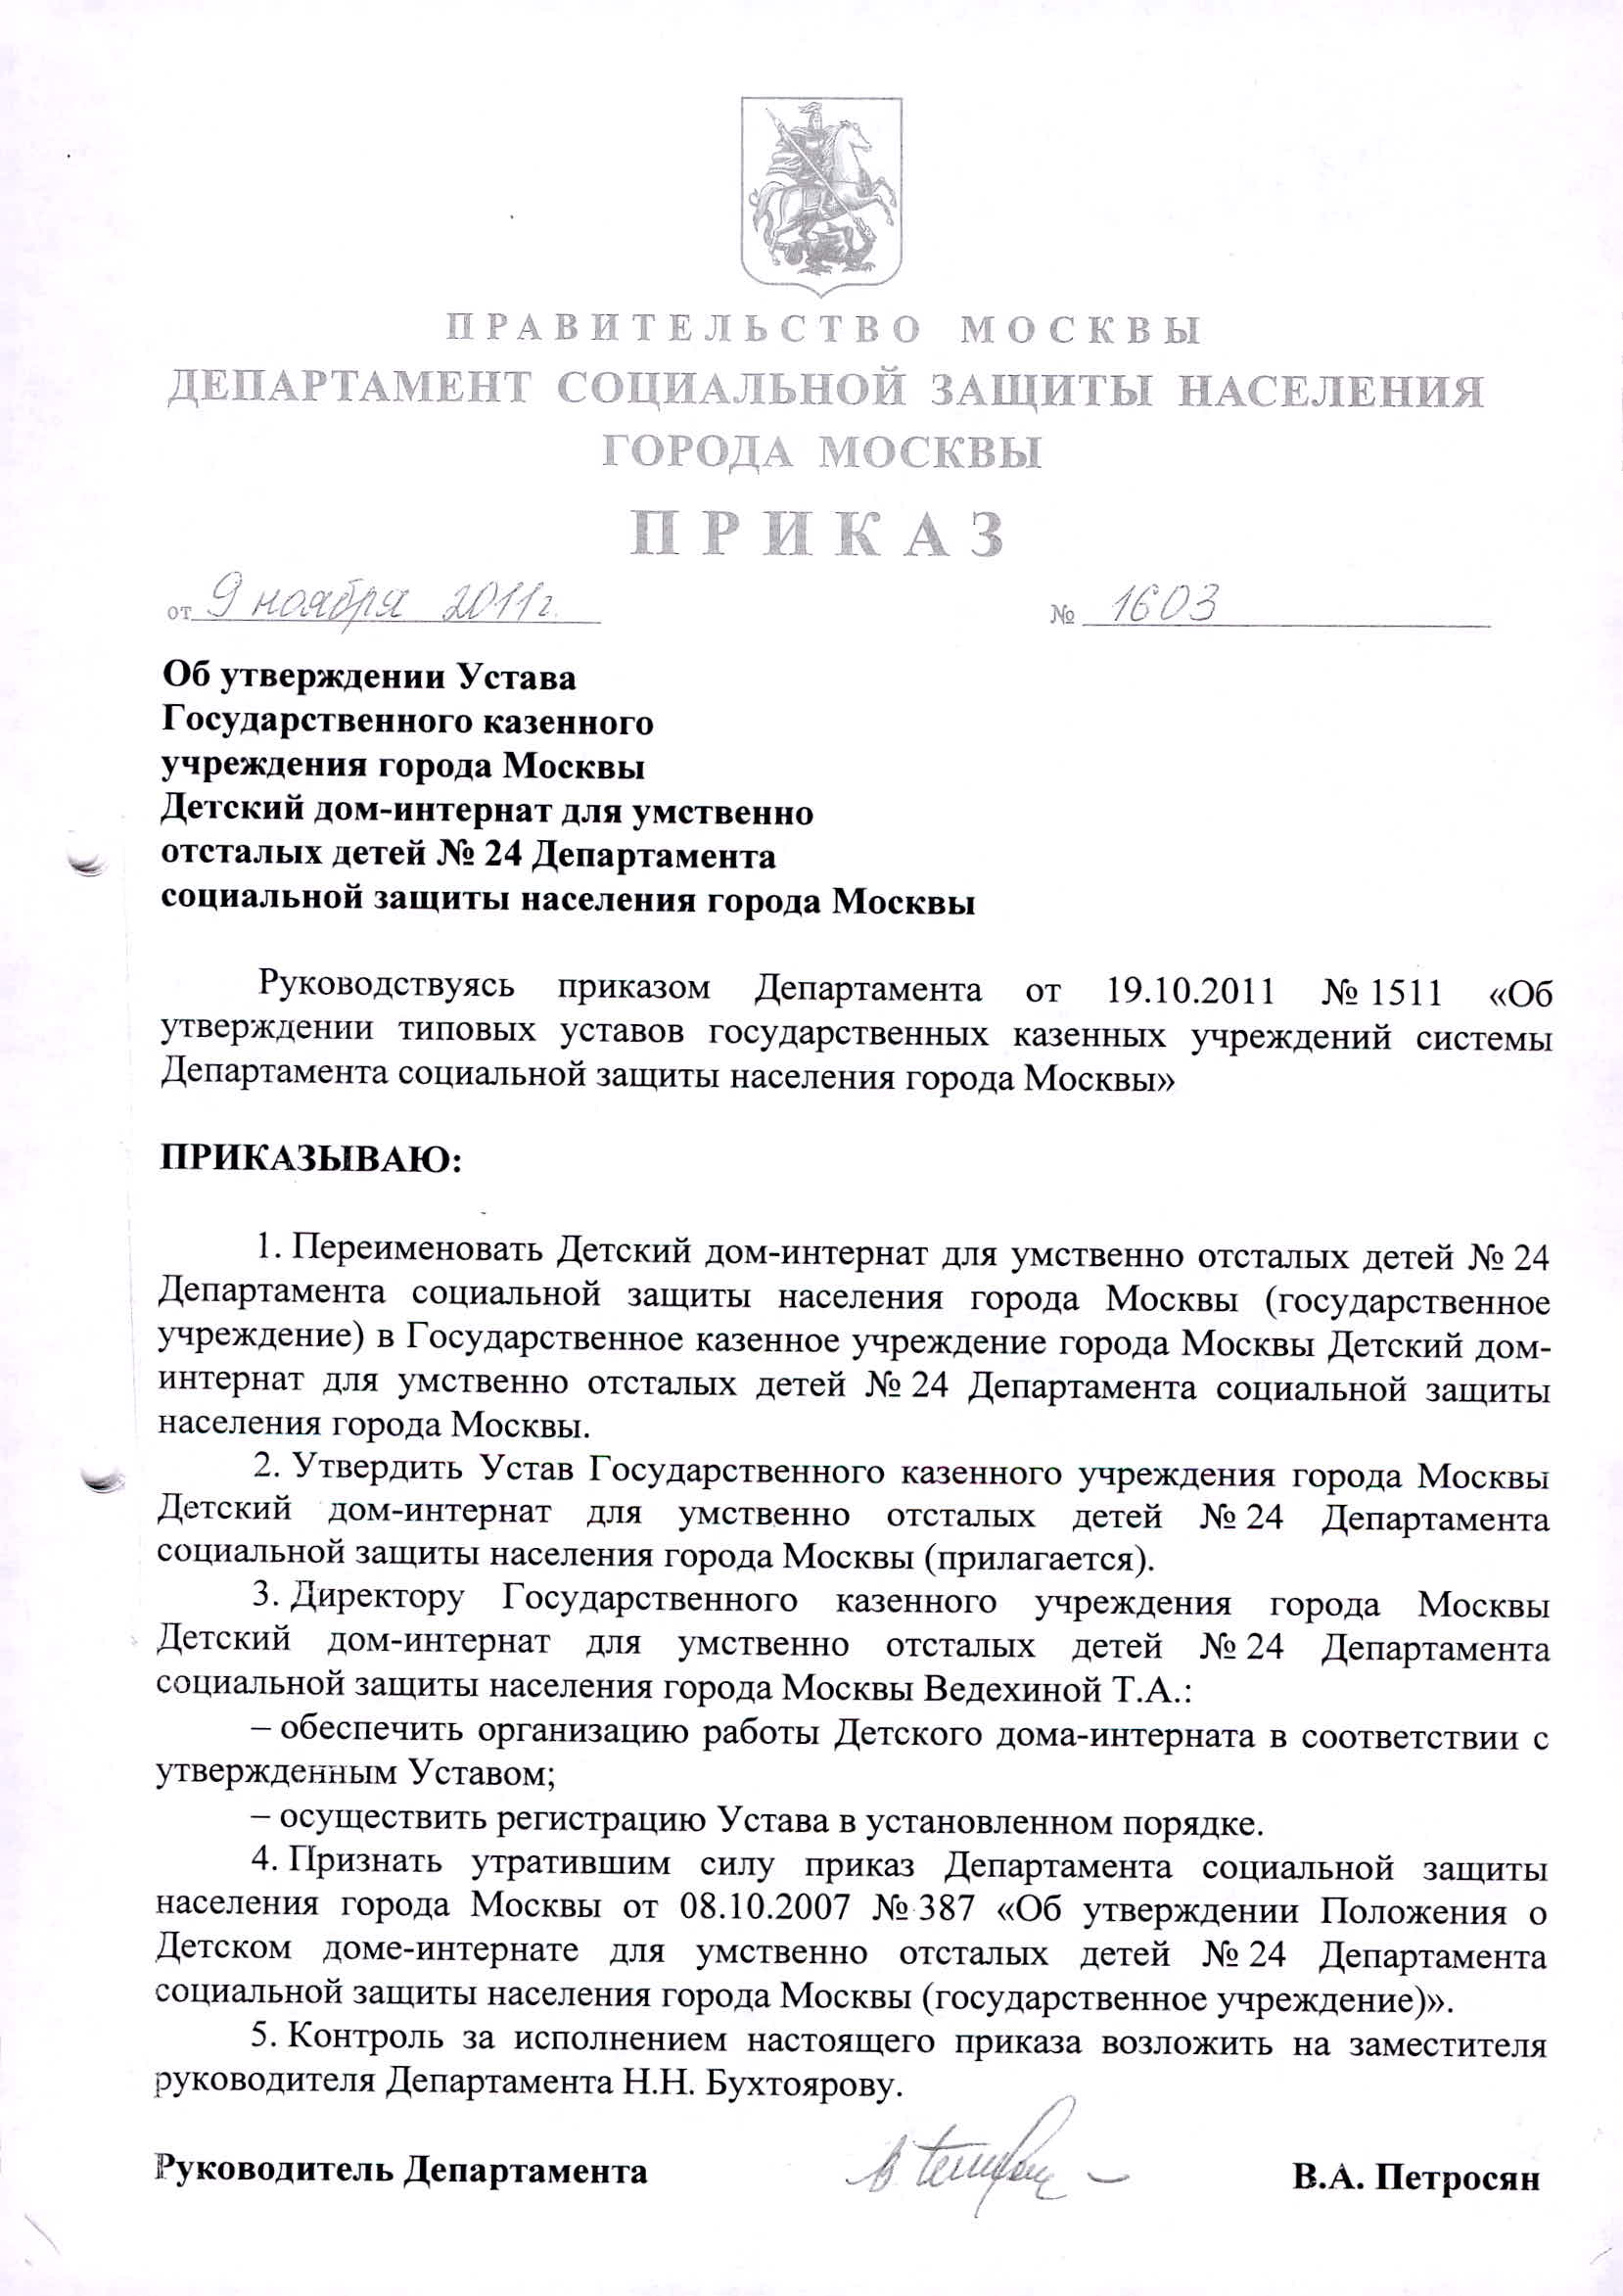 ПРАВИТЕЛЬСТВО МОСКВЫ
ДЕПАРТАМЕНТ СОЦИАЛЬНОЙ ЗАЩИТЫ НАСЕЛЕНИЯ
ГОРОДА МОСКВЫ
ПРИКАЗ
от 9 ноября 2011г. № 1603
Об утверждении Устава
Государственного казенного
учреждения города Москвы
Детский дом-интернат для умственно
отсталых детей № 24 Департамента
социальной защиты населения города Москвы
Руководствуясь приказом Департамента от 19.10.2011 № 1511 «Об
утверждении типовых уставов государственных казенных учреждений системы
Департамента социальной защиты населения города Москвы»
ПРИКАЗЫВАЮ:
1. Переименовать Детский дом-интернат для умственно отсталых детей № 24
Департамента социальной защиты населения города Москвы (государственное
учреждение) в Государственное казенное учреждение города Москвы Детский дом-
интернат для умственно отсталых детей № 24 Департамента социальной защиты
населения города Москвы.
2. Утвердить Устав Государственного казенного учреждения города Москвы
Детский дом-интернат для умственно отсталых детей № 24 Департамента
социальной защиты населения города Москвы (прилагается).
3. Директору Государственного казенного учреждения города Москвы
Детский дом-интернат для умственно отсталых детей № 24 Департамента
социальной защиты населения города Москвы Ведехиной Т.А.:
– обеспечить организацию работы Детского дома-интерната в соответствии с
утвержденным Уставом;
– осуществить регистрацию Устава в установленном порядке.
4. Признать утратившим силу приказ Департамента социальной защиты
населения города Москвы от 08.10.2007 № 387 «Об утверждении Положения о
Детском доме-интернате для умственно отсталых детей № 24 Департамента
социальной защиты населения города Москвы (государственное учреждение)».
5. Контроль за исполнением настоящего приказа возложить на заместителя
руководителя Департамента Н.Н. Бухтоярову.
Руководитель Департамента В.А. Петросян